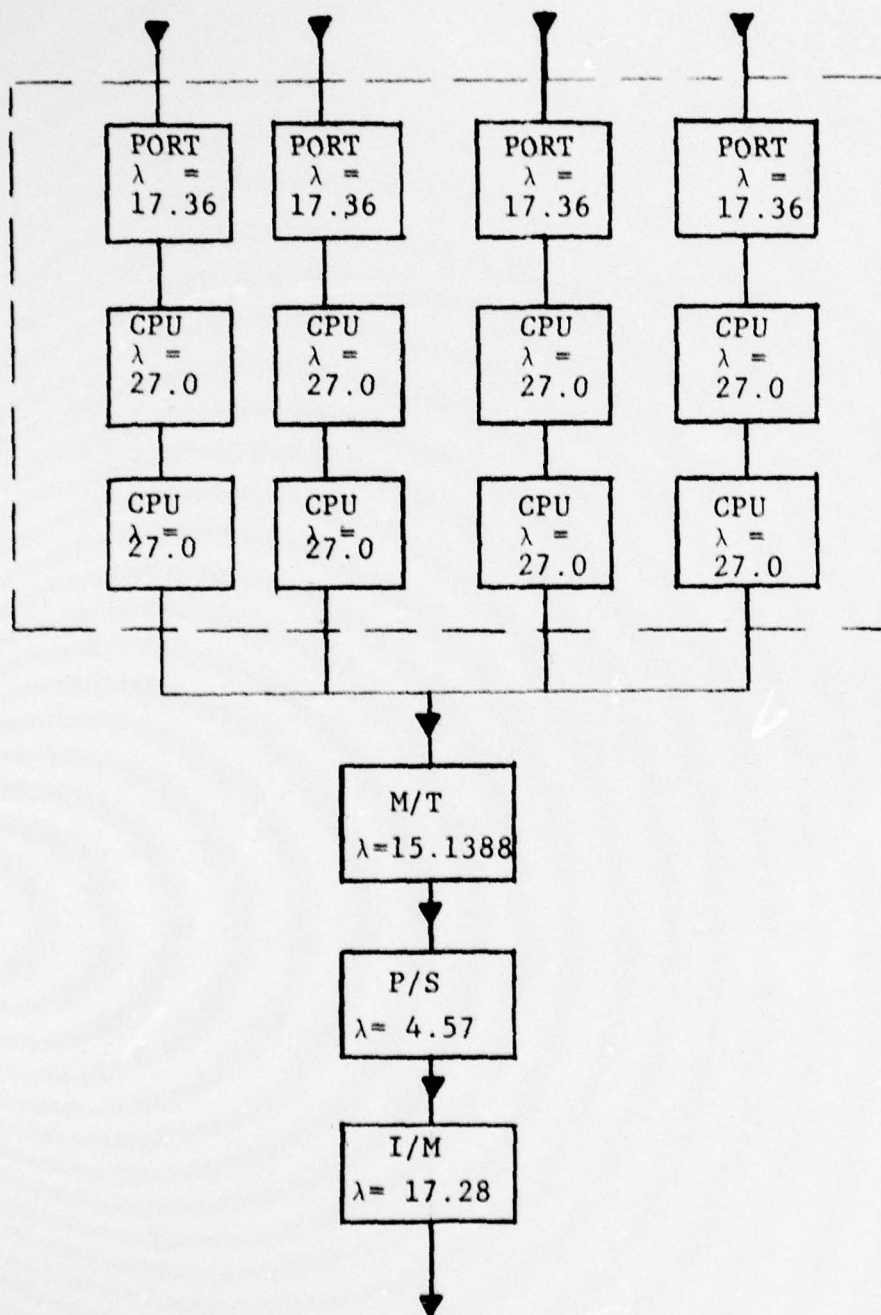 PORT
λ =
17.36
PORT
λ =
17.36
PORT
λ =
17.36
PORT
λ =
17.36
CPU
λ =
27.0
CPU
λ =
27.0
CPU
λ =
27.0
CPU
λ =
27.0
CPU
λ =
27.0
CPU
λ =
27.0
CPU
λ =
27.0
CPU
λ =
27.0
M/T
λ=15.1388
P/S
λ= 4.57
I/M
λ= 17.28